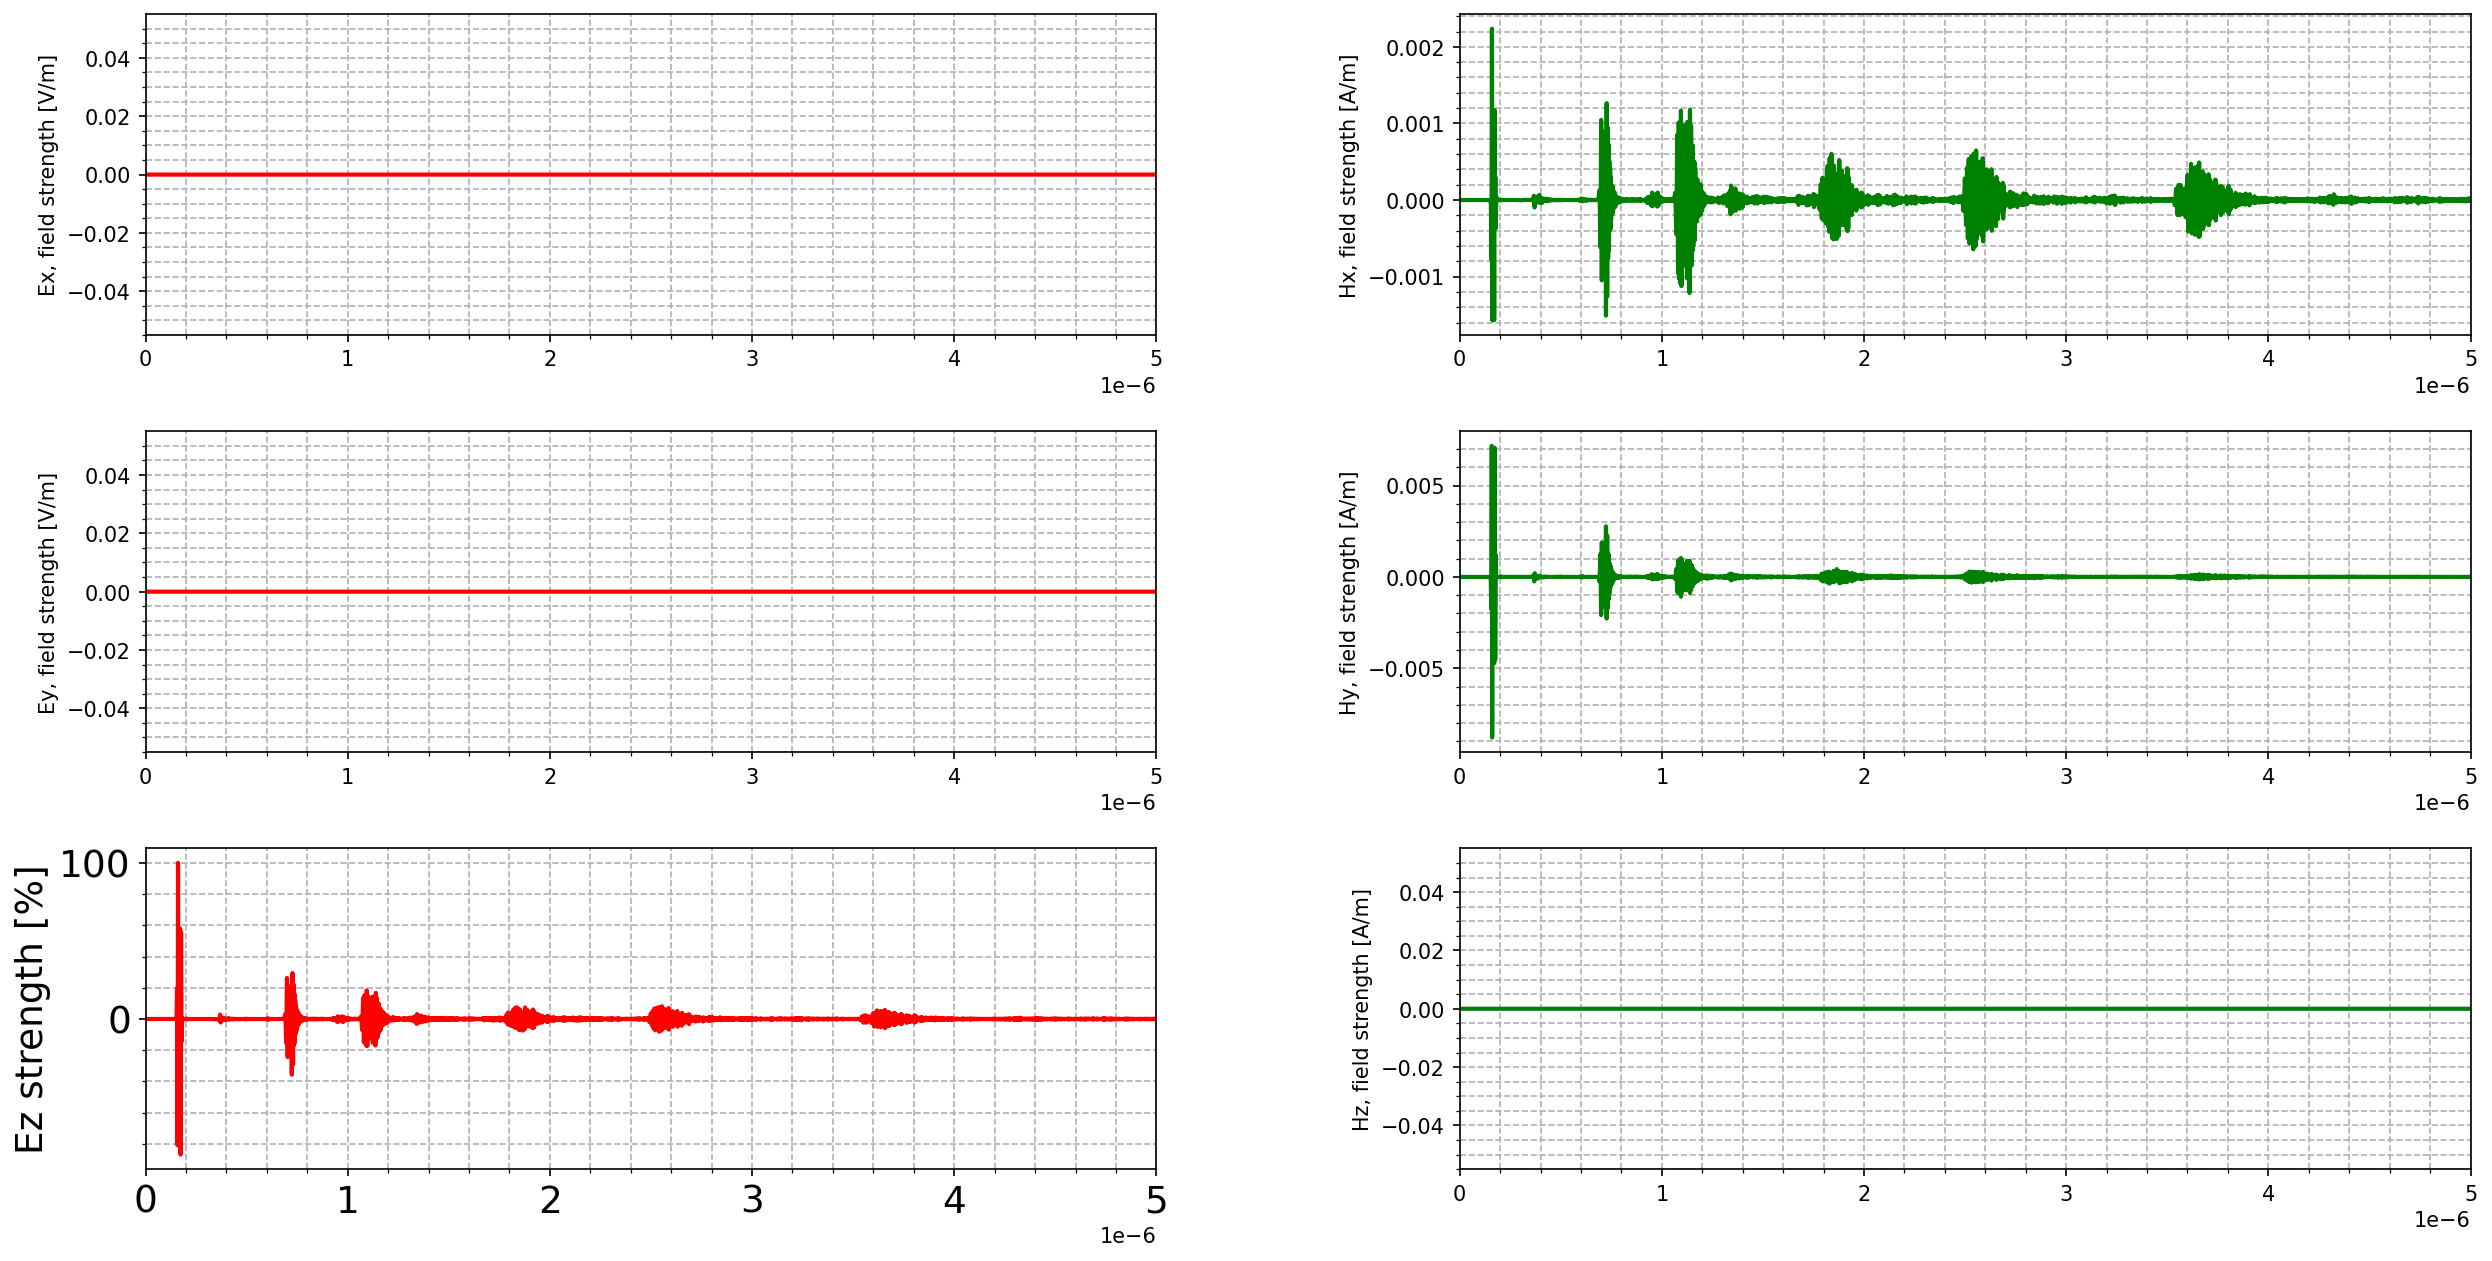 Ex, field strength [V/m]
0.04
0.02
0.00
−0.02
−0.04
0 1 2 3 4 5
1e−6
Hx, field strength [A/m]
0.002
0.001
0.000
−0.001
0 1 2 3 4 5
1e−6
Ey, field strength [V/m]
0.04
0.02
0.00
−0.02
−0.04
0 1 2 3 4 5
1e−6
Hy, field strength [A/m]
0.005
0.000
−0.005
0 1 2 3 4 5
1e−6
Ez strength [%]
100
0
0 1 2 3 4 5
1e−6
Hz, field strength [A/m]
0.04
0.02
0.00
−0.02
−0.04
0 1 2 3 4 5
1e−6